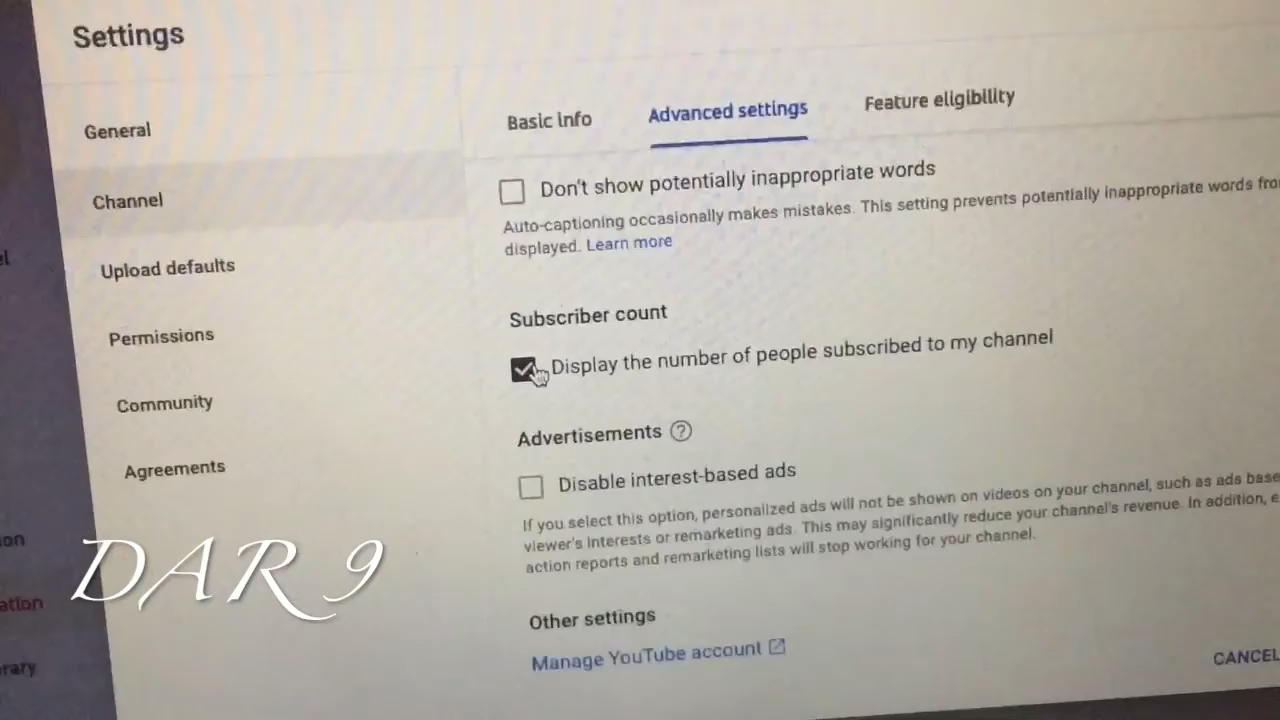 Settings
General
Channel
Upload defaults
Permissions
Community
Agreements
Basic info
Advanced settings
Feature eligibility
Don't show potentially inappropriate words
Auto-captioning occasionally makes mistakes. This setting prevents potentially inappropriate words
displayed. Learn more
Subscriber count
Display the number of people subscribed to my channel
Advertisements ?
Disable interest-based ads
If you select this option, personalized ads will not be shown on videos on your channel, such as ads
viewer's interests or remarketing ads. This may significantly reduce your channel's revenue. In addition,
action reports and remarketing lists will stop working for your channel.
Other settings
Manage YouTube account
CANCEL
DAR 9